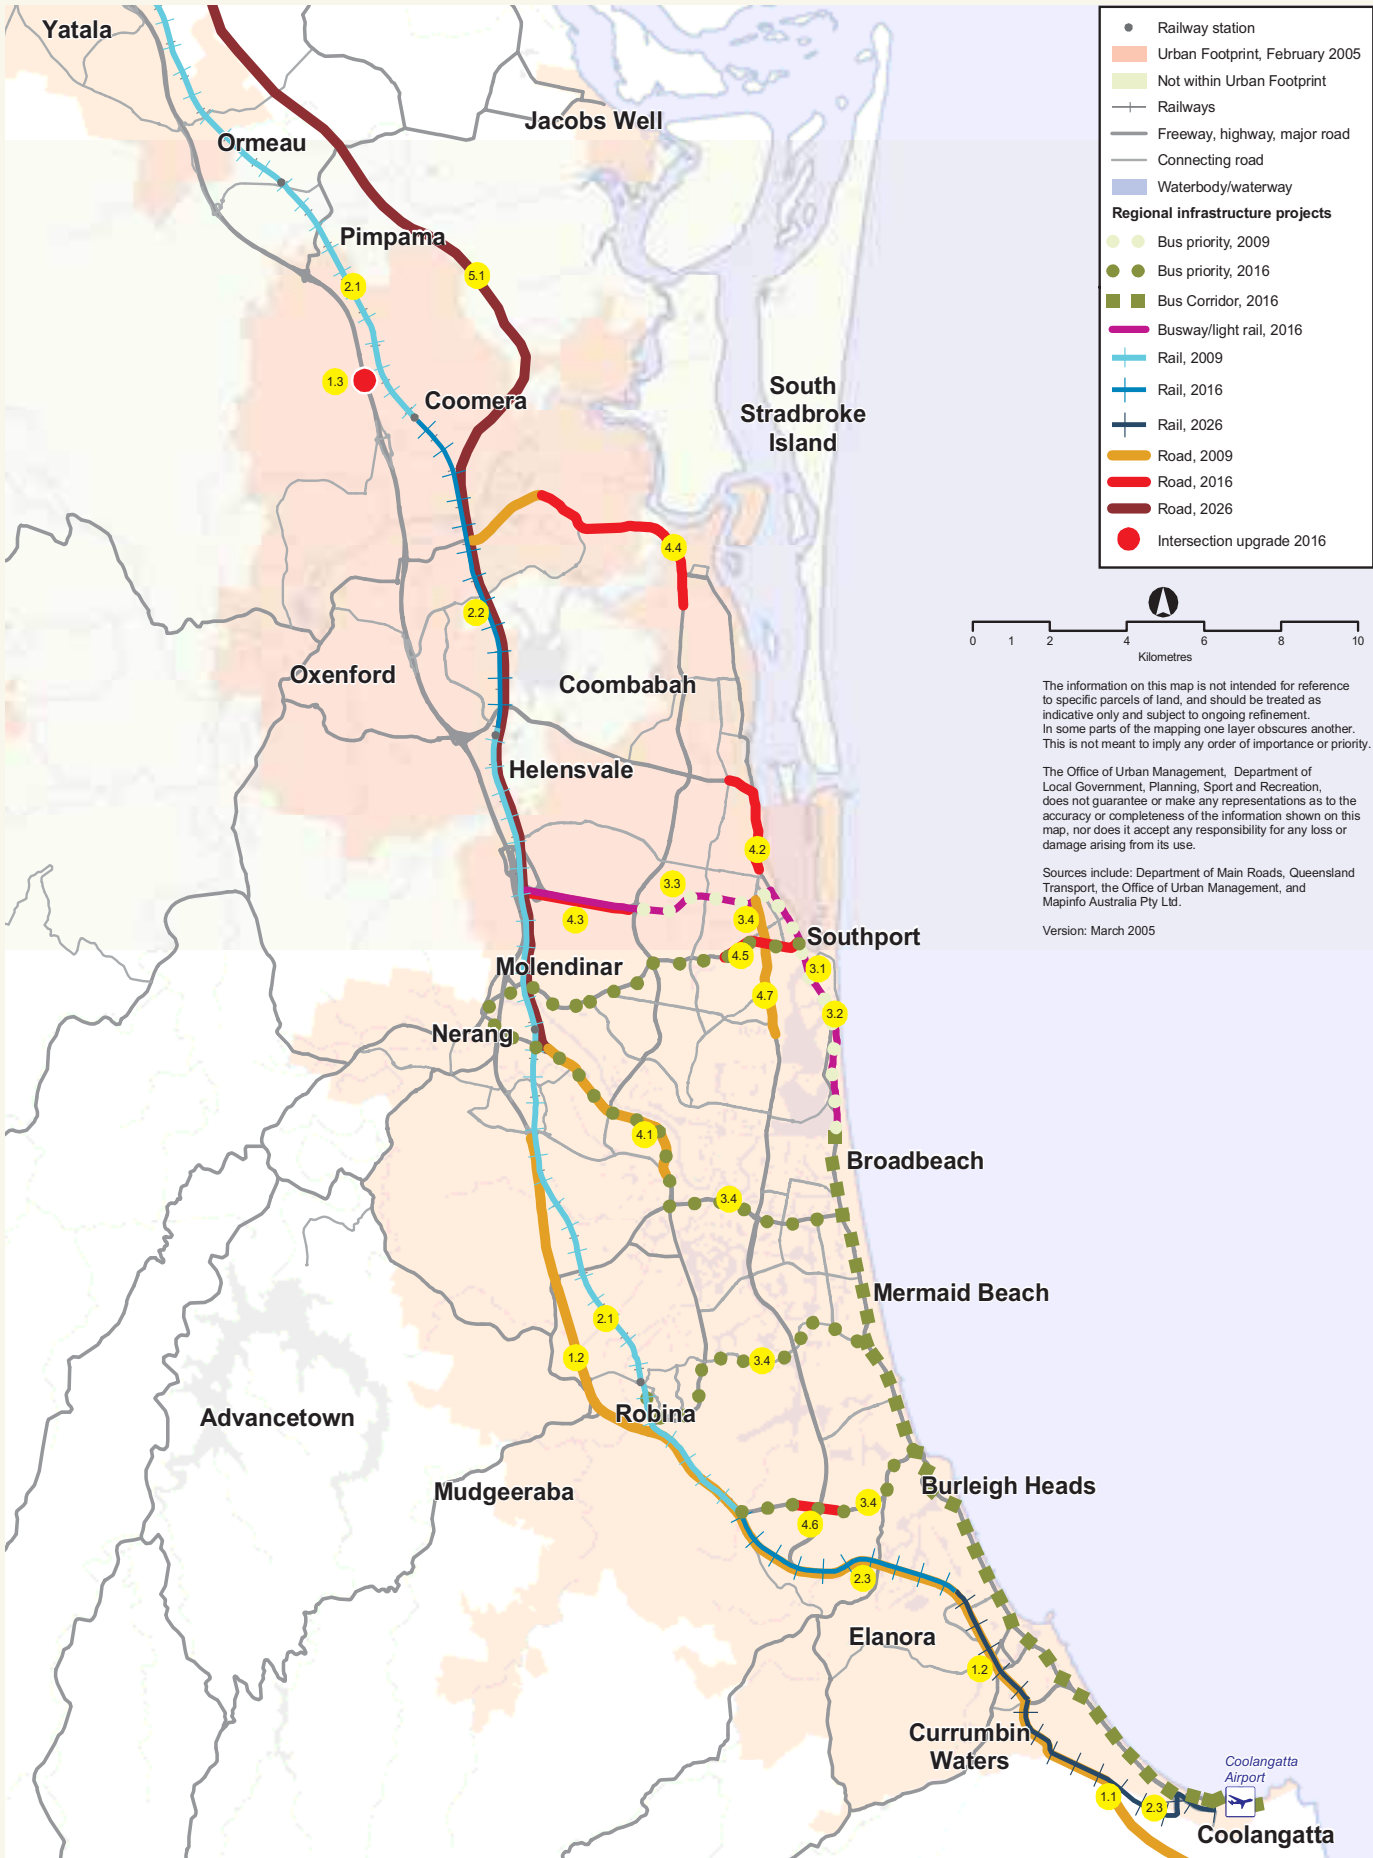 Yatala
Jacobs Well
Ormeau
Pimpama
2.1
5.1
1.3
Coomera
South
Stradbroke
Island
4.4
2.2
Oxenford
Coombabah
Helensvale
4.2
3.3
4.3
3.4
Southport
4.5
3.1
Molendinar
4.7
3.2
Nerang
4.1
Broadbeach
3.4
Mermaid Beach
2.1
1.2
3.4
Advancetown
Robina
Mudgeeraba
Burleigh Heads
3.4
4.6
2.3
Elanora
1.2
Currumbin
Waters
Coolangatta
Airport
1.1
2.3
Coolangatta
Railway station
Urban Footprint, February 2005
Not within Urban Footprint
Railways
Freeway, highway, major road
Connecting road
Waterbody/waterway
Regional infrastructure projects
Bus priority, 2009
Bus priority, 2016
Bus Corridor, 2016
Busway/light rail, 2016
Rail, 2009
Rail, 2016
Rail, 2026
Road, 2009
Road, 2016
Road, 2026
Intersection upgrade 2016
0 1 2 4 6 8 10
Kilometres
The information on this map is not intended for reference
to specific parcels of land, and should be treated as
indicative only and subject to ongoing refinement.
In some parts of the mapping one layer obscures another.
This is not meant to imply any order of importance or priority.
The Office of Urban Management, Department of
Local Government, Planning, Sport and Recreation,
does not guarantee or make any representations as to the
accuracy or completeness of the information shown on this
map, nor does it accept any responsibility for any loss or
damage arising from its use.
Sources include: Department of Main Roads, Queensland
Transport, the Office of Urban Management, and
Mapinfo Australia Pty Ltd.
Version: March 2005